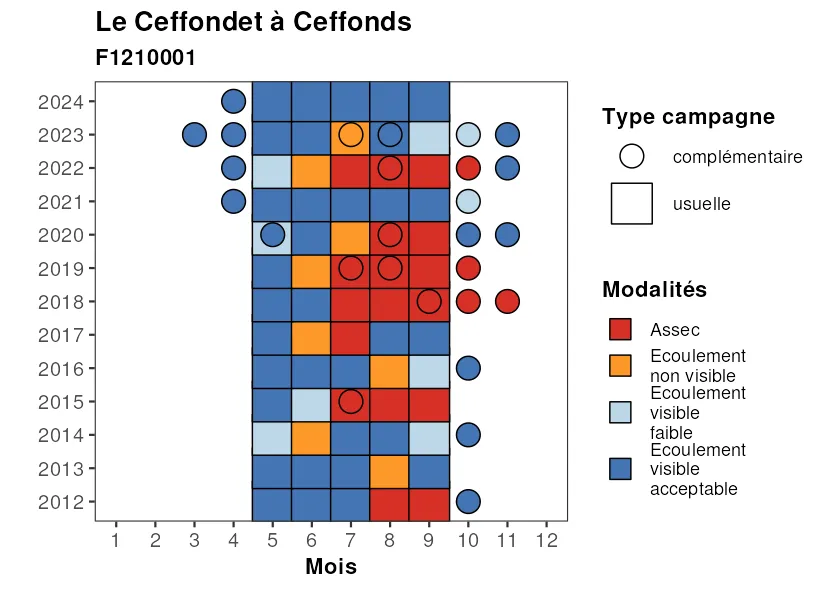 Le Ceffondet à Ceffonds
F1210001
2024
2023
2022
2021
2020
2019
2018
2017
2016
2015
2014
2013
2012
1 2 3 4 5 6 7 8 9 10 11 12
Mois
Type campagne
complémentaire
usuelle
Modalités
Assec
Ecoulement
non visible
Ecoulement
visible
faible
Ecoulement
visible
acceptable